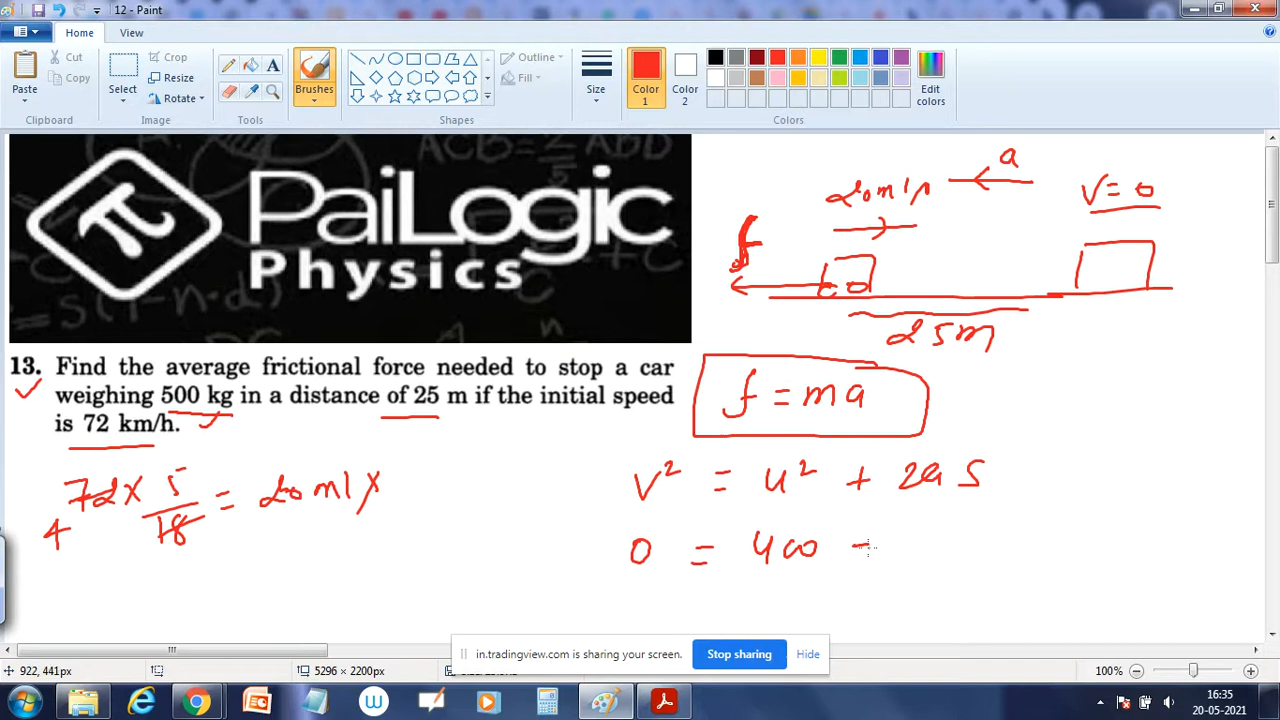 12 - Paint
Home View
Paste
Cut
Copy
Clipboard
Select
Crop
Resize
Rotate
Image
A
Tools
Brushes
Outline
Fill
Shapes
Size
Color 1
Color 2
Edit colors
Colors
ACB = ABD
π PaiLogic Physics
13. Find the average frictional force needed to stop a car
weighing 500 kg in a distance of 25 m if the initial speed
is 72 km/h.
72 × 5/18 = 20 m/s
4
a
20 m/s
v = 0
f
25m
f = ma
v² = u² + 2as
0 = 400 -
in.tradingview.com is sharing your screen.
Stop sharing
Hide
922, 441px
5296 × 2200px
100%
16:35
20-05-2021